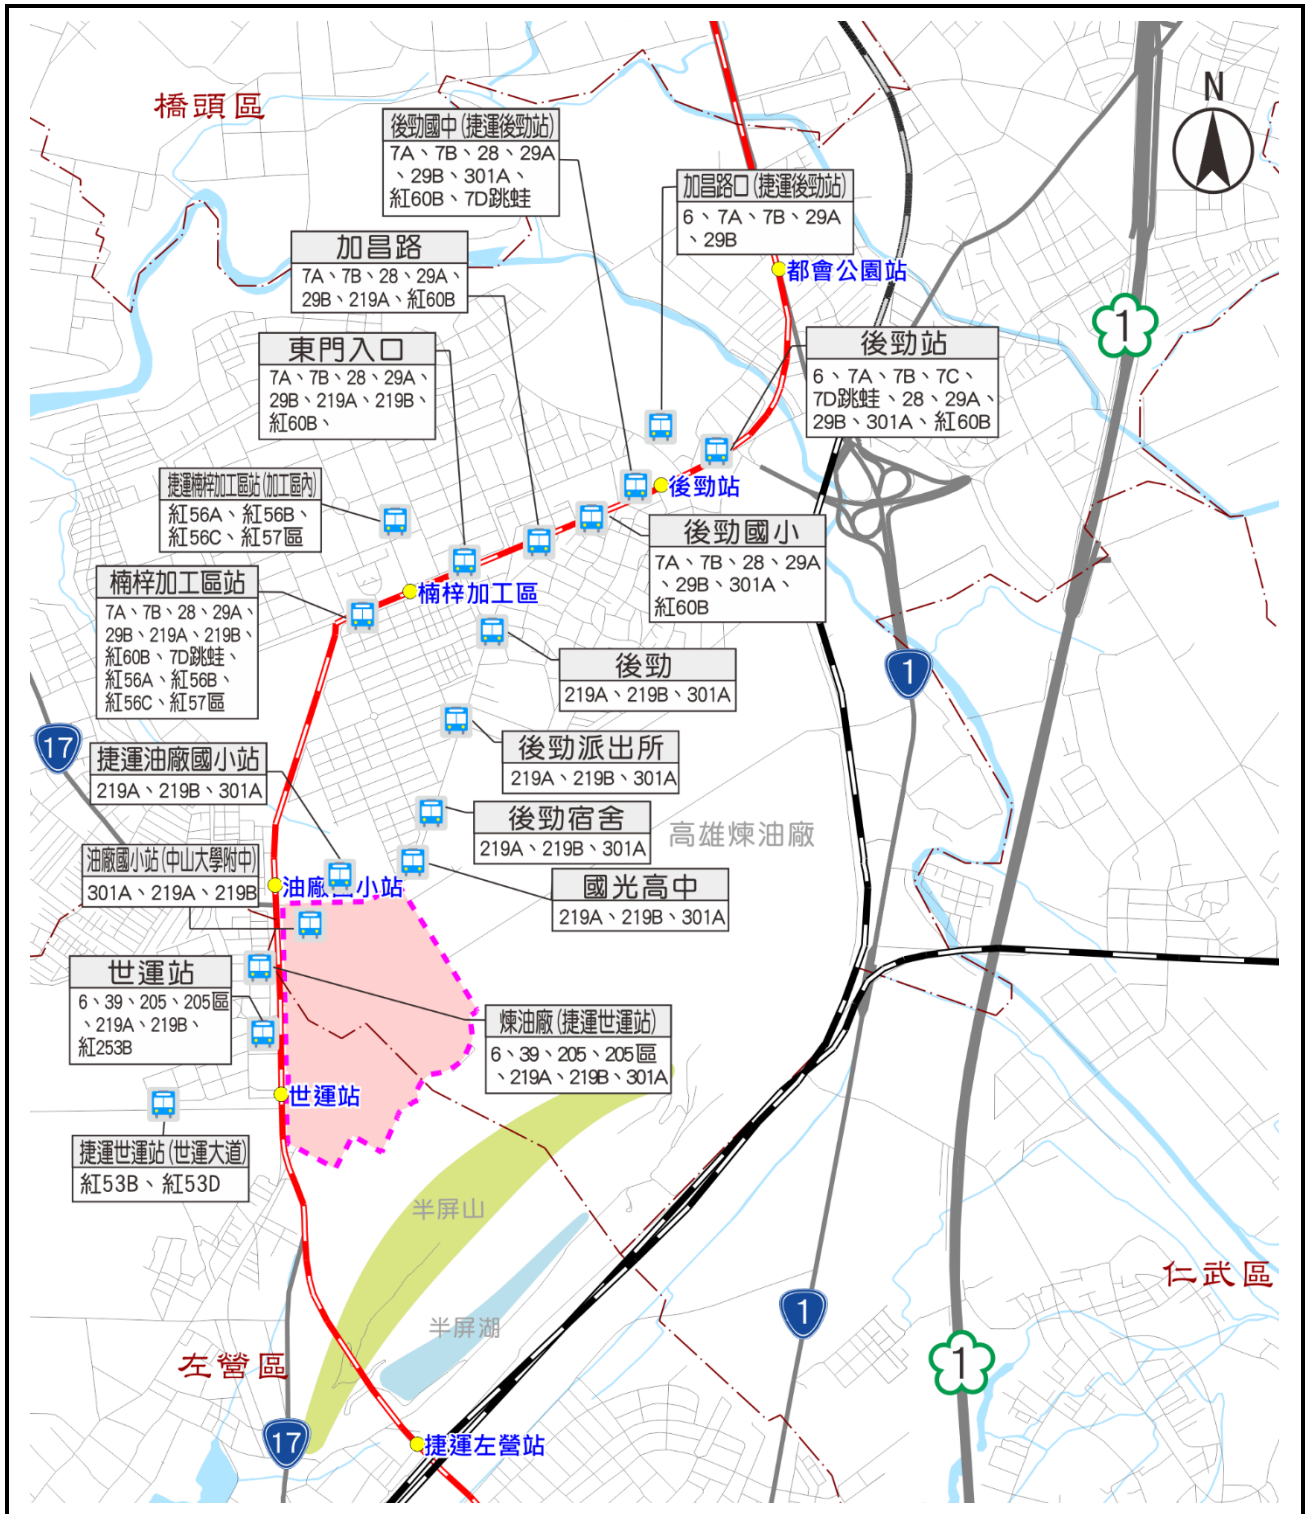 橋頭區
N
後勁國中(捷運後勁站)
7A、7B、28、29A
、29B、301A、
紅60B、7D跳蛙
加昌路口(捷運後勁站)
6、7A、7B、29A
、29B
加昌路
7A、7B、28、29A、
29B、219A、紅60B
都會公園站
1
東門入口
7A、7B、28、29A、
29B、219A、219B、
紅60B、
後勁站
6、7A、7B、7C、
7D跳蛙、28、29A、
29B、301A、紅60B
捷運楠梓加工區站(加工區內)
紅56A、紅56B、
紅56C、紅57區
後勁站
後勁國小
7A、7B、28、29A
、29B、301A、
紅60B
楠梓加工區站
7A、7B、28、29A、
29B、219A、219B、
紅60B、7D跳蛙、
紅56A、紅56B、
紅56C、紅57區
楠梓加工區
後勁
219A、219B、301A
1
17
捷運油廠國小站
219A、219B、301A
後勁派出所
219A、219B、301A
後勁宿舍
219A、219B、301A
高雄煉油廠
油廠國小站(中山大學附中)
301A、219A、219B
油廠國小站
國光高中
219A、219B、301A
世運站
6、39、205、205區
、219A、219B、
紅253B
煉油廠(捷運世運站)
6、39、205、205區
、219A、219B、301A
世運站
捷運世運站(世運大道)
紅53B、紅53D
半屏山
仁武區
1
半屏湖
左營區
1
17
捷運左營站